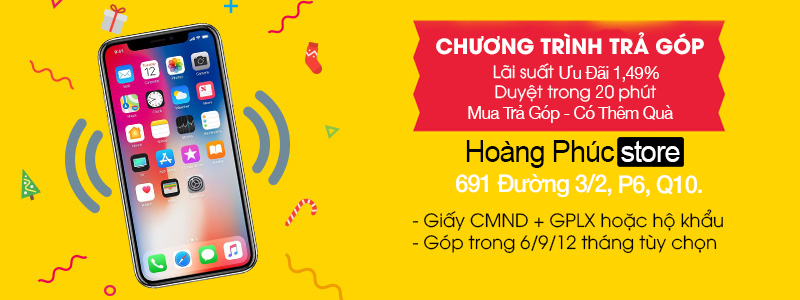 CHƯƠNG TRÌNH TRẢ GÓP
Lãi suất Ưu Đãi 1,49%
Duyệt trong 20 phút
Mua Trả Góp - Có Thêm Quà
Hoàng Phúc store
691 Đường 3/2, P6, Q10.
- Giấy CMND + GPLX hoặc hộ khẩu
- Góp trong 6/9/12 tháng tùy chọn